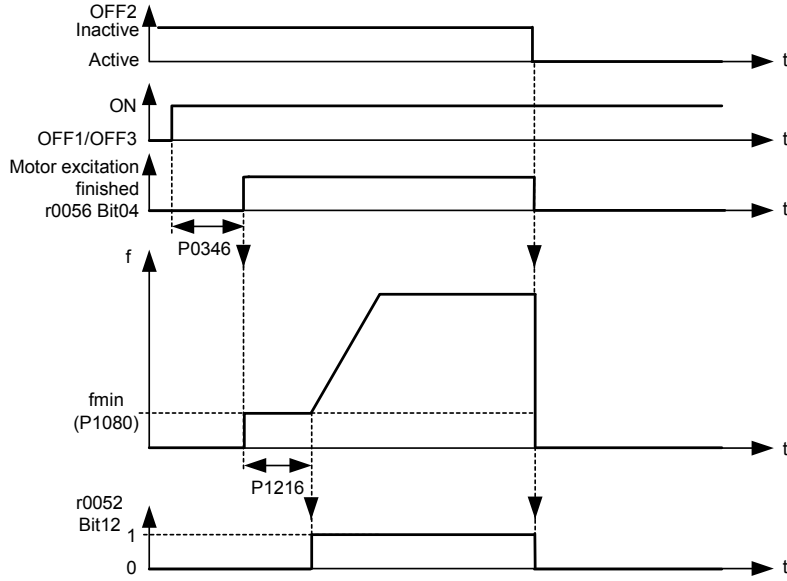 OFF2
Inactive
Active
t
ON
OFF1/OFF3
t
Motor excitation
finished
r0056 Bit04
t
P0346
f
fmin
(P1080)
t
P1216
r0052
Bit12
1
0
t